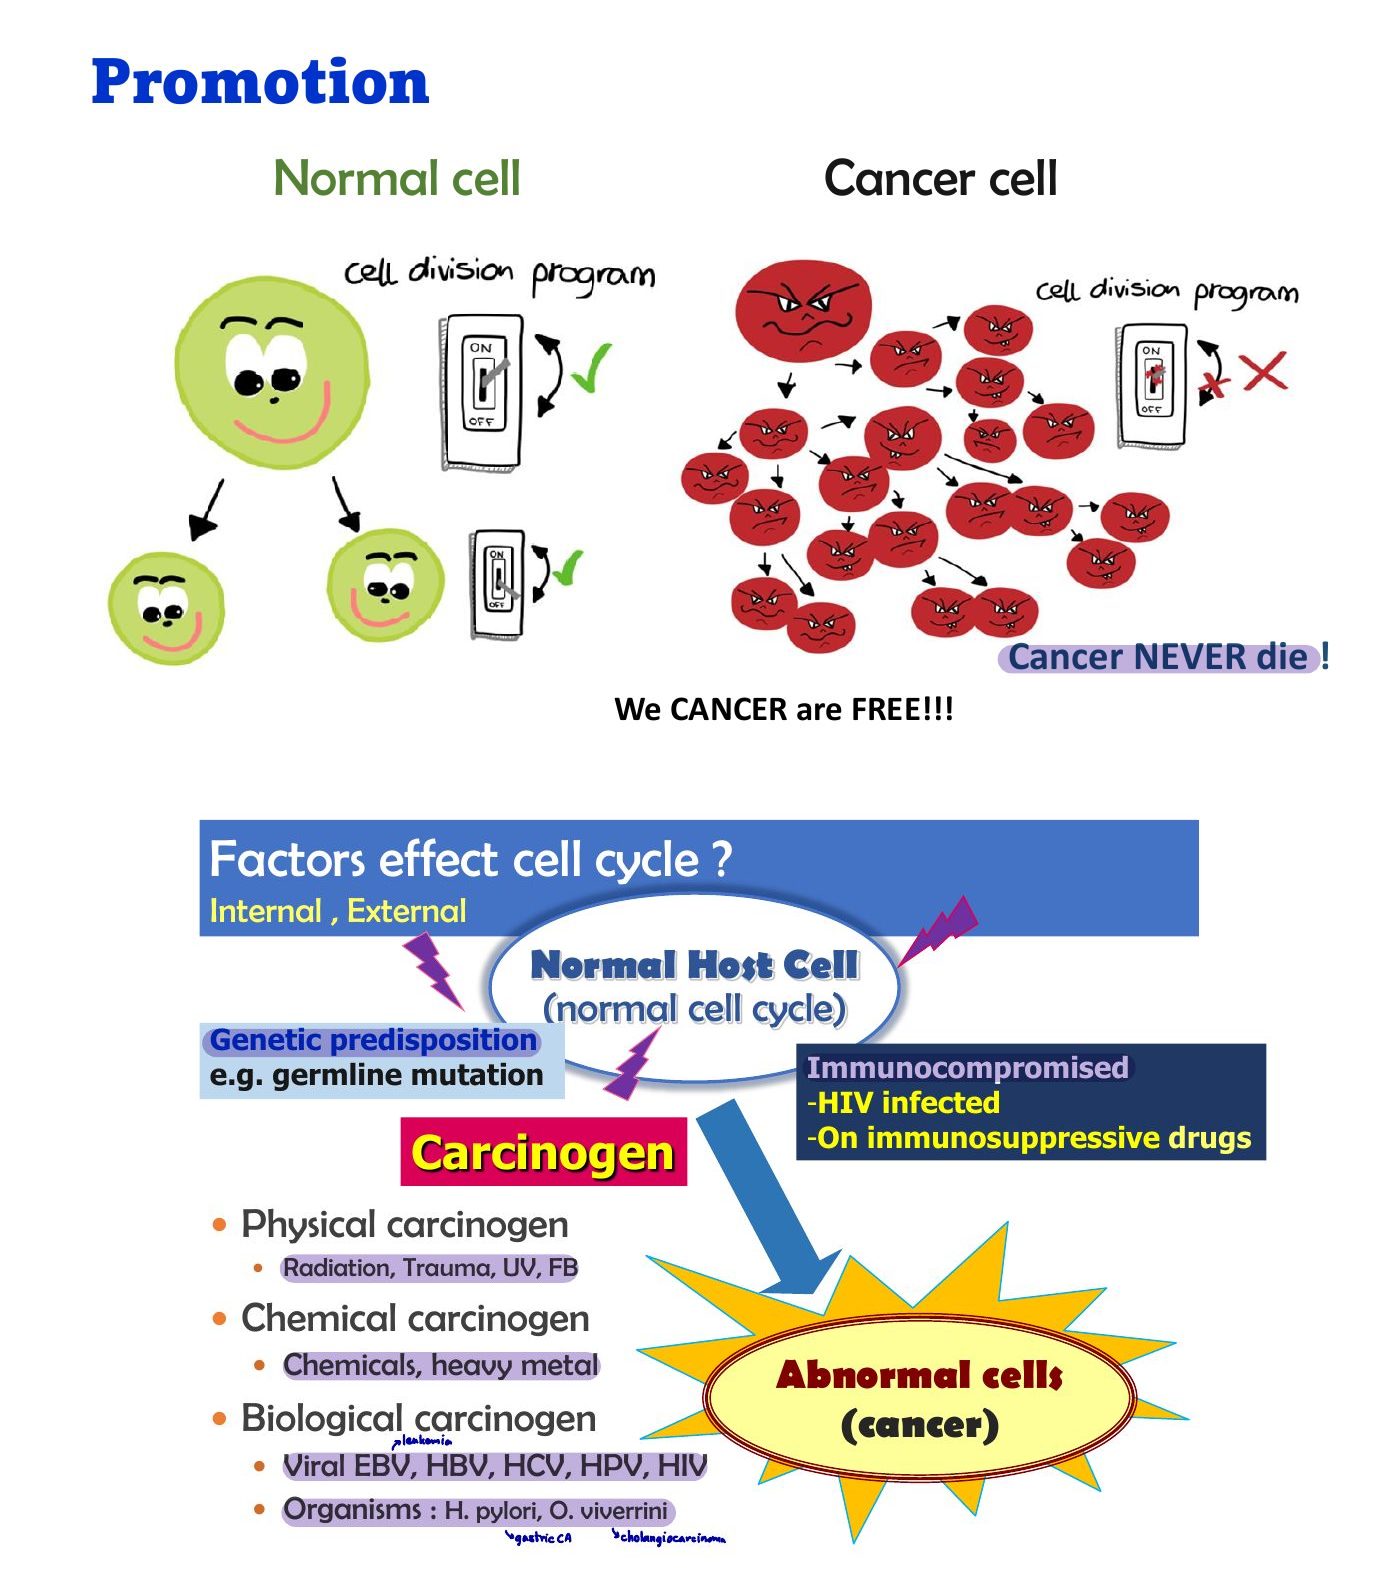 Promotion
Normal cell
Cancer cell
cell division program
cell division program
ON
OFF
ON
OFF
ON
OFF
Cancer NEVER die !
We CANCER are FREE!!!
Factors effect cell cycle ?
Internal , External
Normal Host Cell
(normal cell cycle)
Genetic predisposition
e.g. germline mutation
Immunocompromised
-HIV infected
-On immunosuppressive drugs
Carcinogen
• Physical carcinogen
• Radiation, Trauma, UV, FB
• Chemical carcinogen
• Chemicals, heavy metal
• Biological carcinogen
leukemia
• Viral EBV, HBV, HCV, HPV, HIV
• Organisms : H. pylori, O. viverrini
gastric CA
cholangiocarcinoma
Abnormal cells
(cancer)